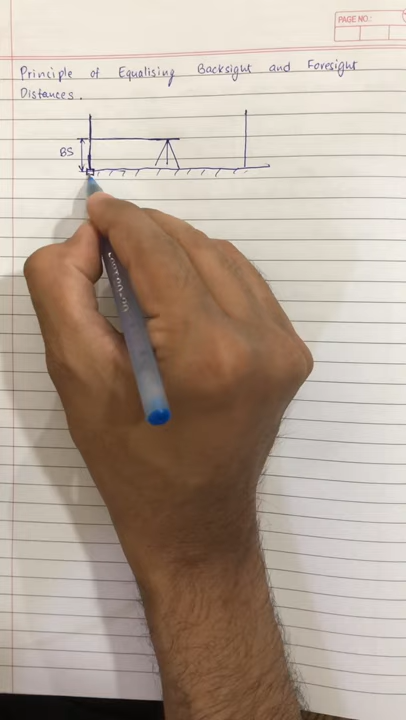 PAGE NO.:
Principle of Equalising Backsight and Foresight
Distances.
BS